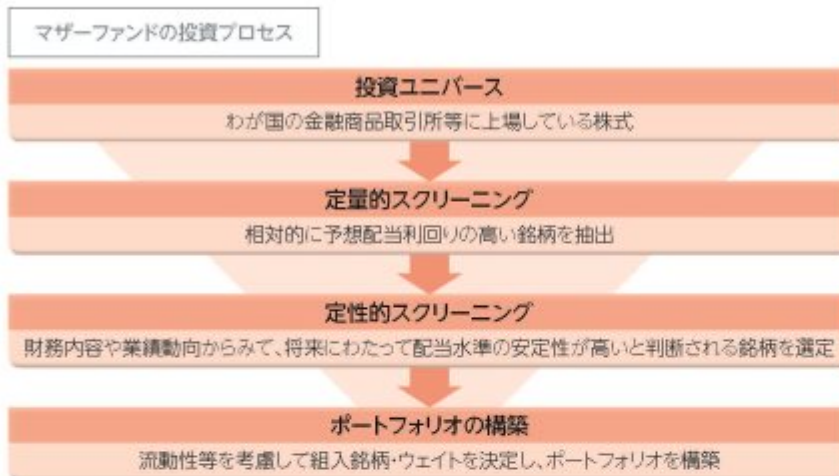 マザーファンドの投資プロセス
投資ユニバース
わが国の金融商品取引所等に上場している株式
定量的スクリーニング
相対的に予想配当利回りの高い銘柄を抽出
定性的スクリーニング
財務内容や業績動向からみて、将来にわたって配当水準の安定性が高いと判断される銘柄を選定
ポートフォリオの構築
流動性等を考慮して組入銘柄・ウェイトを決定し、ポートフォリオを構築